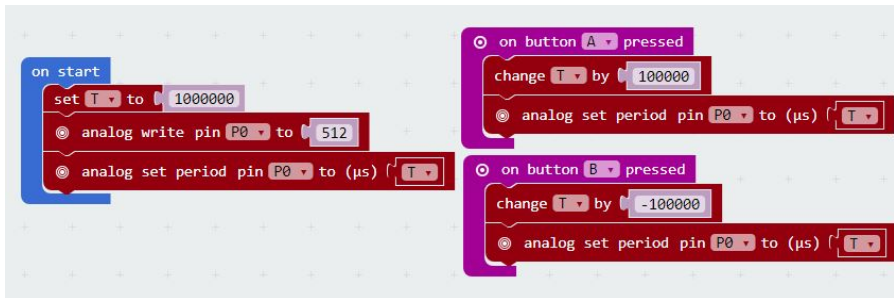 on start
set T to 1000000
analog write pin P0 to 512
analog set period pin P0 to (µs) T
on button A pressed
change T by 100000
analog set period pin P0 to (µs) T
on button B pressed
change T by -100000
analog set period pin P0 to (µs) T